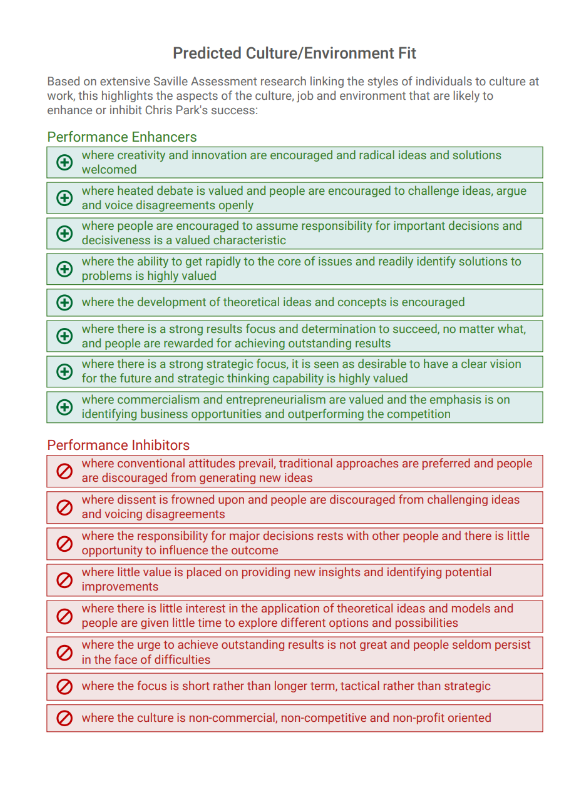 Predicted Culture/Environment Fit
Based on extensive Saville Assessment research linking the styles of individuals to culture at
work, this highlights the aspects of the culture, job and environment that are likely to
enhance or inhibit Chris Park's success:
Performance Enhancers
where creativity and innovation are encouraged and radical ideas and solutions
welcomed
where heated debate is valued and people are encouraged to challenge ideas, argue
and voice disagreements openly
where people are encouraged to assume responsibility for important decisions and
decisiveness is a valued characteristic
where the ability to get rapidly to the core of issues and readily identify solutions to
problems is highly valued
where the development of theoretical ideas and concepts is encouraged
where there is a strong results focus and determination to succeed, no matter what,
and people are rewarded for achieving outstanding results
where there is a strong strategic focus, it is seen as desirable to have a clear vision
for the future and strategic thinking capability is highly valued
where commercialism and entrepreneurialism are valued and the emphasis is on
identifying business opportunities and outperforming the competition
Performance Inhibitors
where conventional attitudes prevail, traditional approaches are preferred and people
are discouraged from generating new ideas
where dissent is frowned upon and people are discouraged from challenging ideas
and voicing disagreements
where the responsibility for major decisions rests with other people and there is little
opportunity to influence the outcome
where little value is placed on providing new insights and identifying potential
improvements
where there is little interest in the application of theoretical ideas and models and
people are given little time to explore different options and possibilities
where the urge to achieve outstanding results is not great and people seldom persist
in the face of difficulties
where the focus is short rather than longer term, tactical rather than strategic
where the culture is non-commercial, non-competitive and non-profit oriented